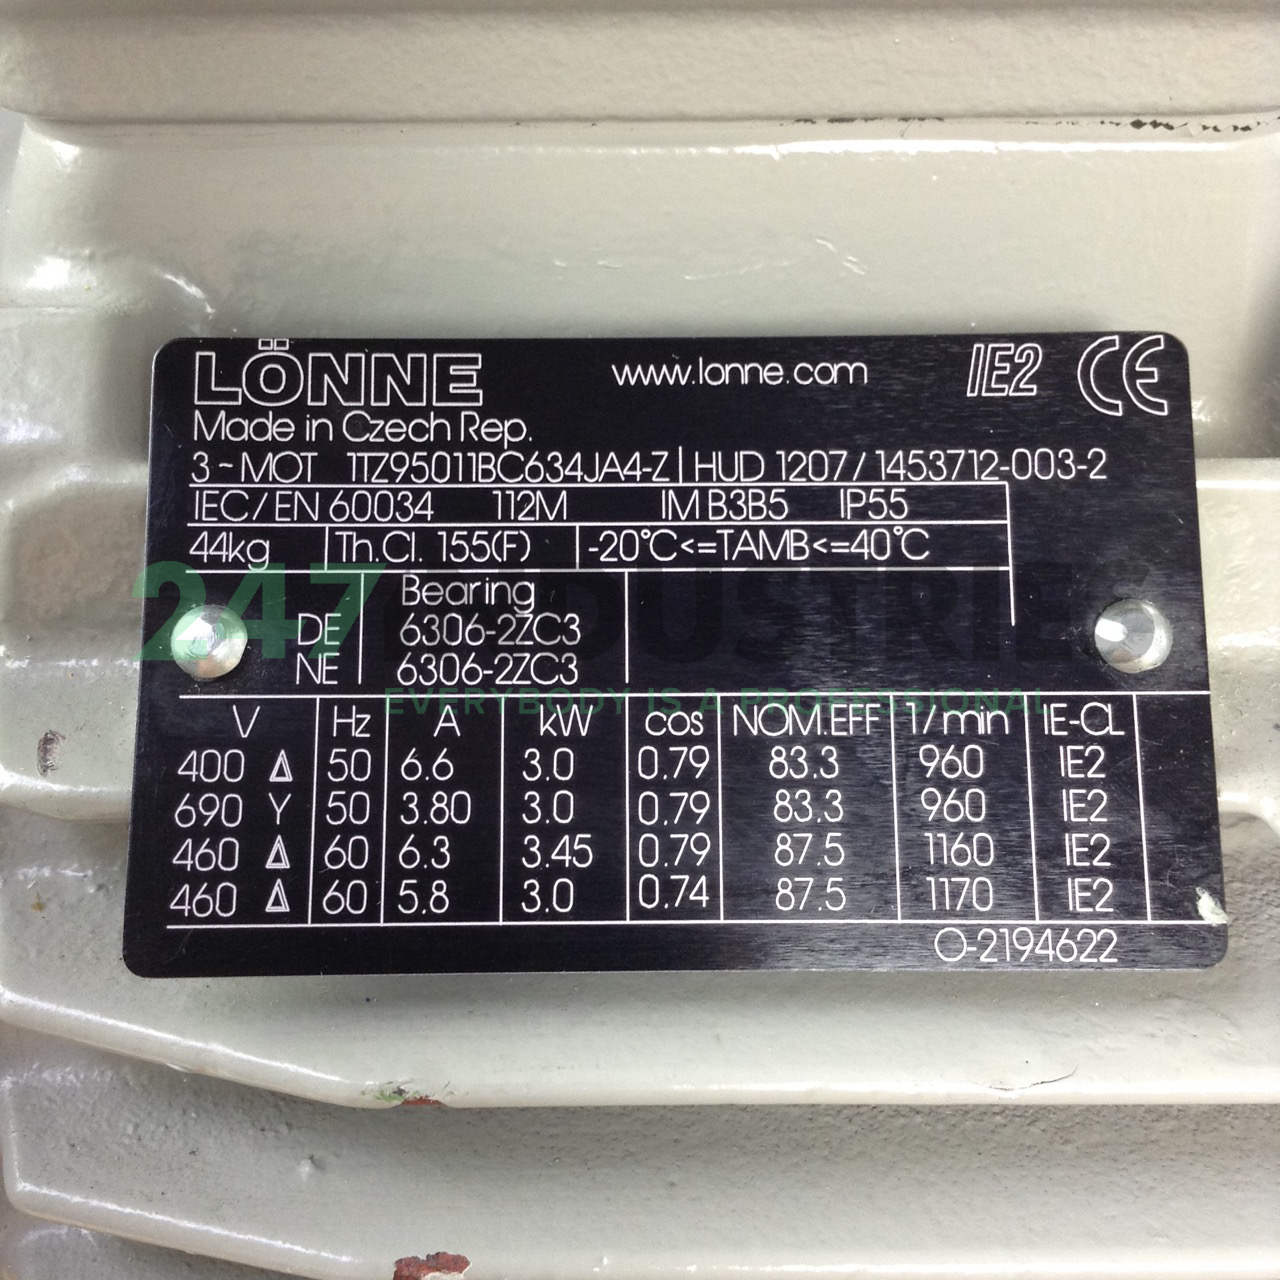 LÖNNE www.lonne.com IE2 CE
Made in Czech Rep.
3~MOT 1TZ95011BC634JA4-Z | HUD 1207/1453712-003-2
IEC/EN 60034 112M IM B3B5 IP55
44kg Th.Cl. 155(F) -20°C<=TAMB<=40°C
247 INDUSTRIES
Bearing
DE 6306-2ZC3
NE 6306-2ZC3
EVERYBODY IS A PROFESSIONAL
V Hz A kW cos NOM.EFF 1/min IE-CL
400 Δ 50 6.6 3.0 0.79 83.3 960 IE2
690 Y 50 3.80 3.0 0.79 83.3 960 IE2
460 Δ 60 6.3 3.45 0.79 87.5 1160 IE2
460 Δ 60 5.8 3.0 0.74 87.5 1170 IE2
O-2194622